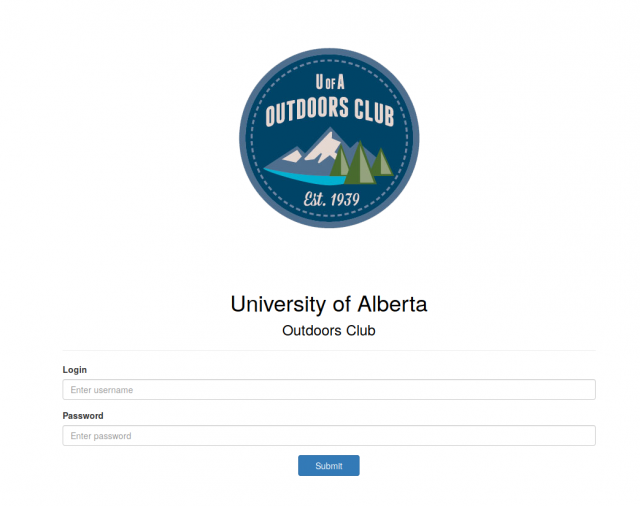 U OF A
OUTDOORS CLUB
Est. 1939
University of Alberta
Outdoors Club
Login
Enter username
Password
Enter password
Submit